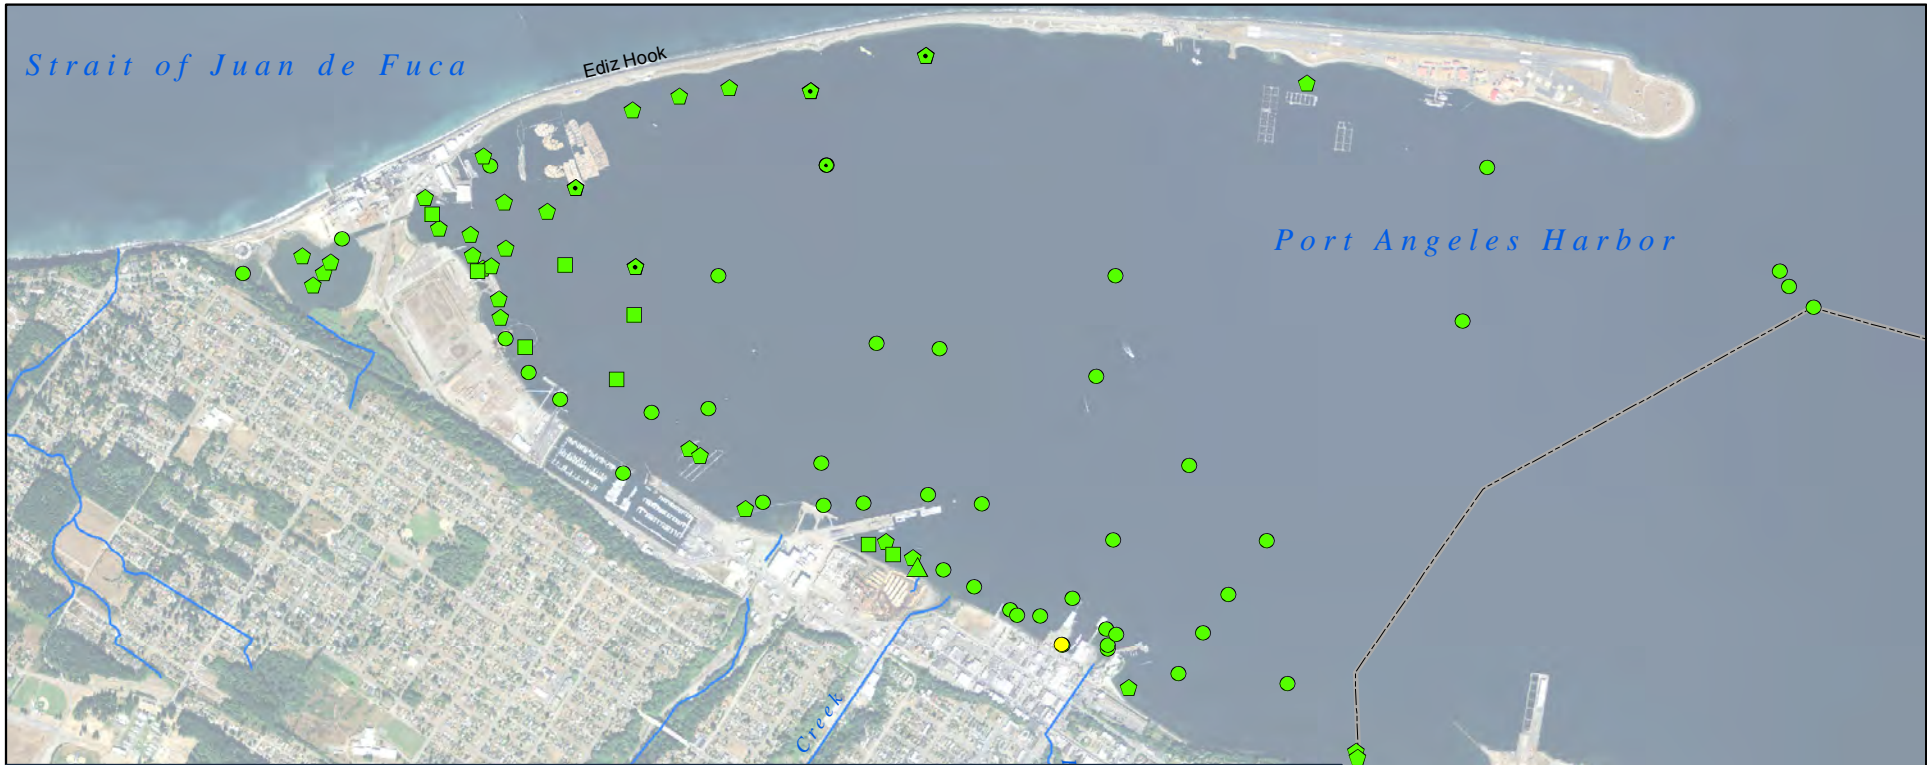 Strait of Juan de Fuca
Ediz Hook
Port Angeles Harbor
Creek